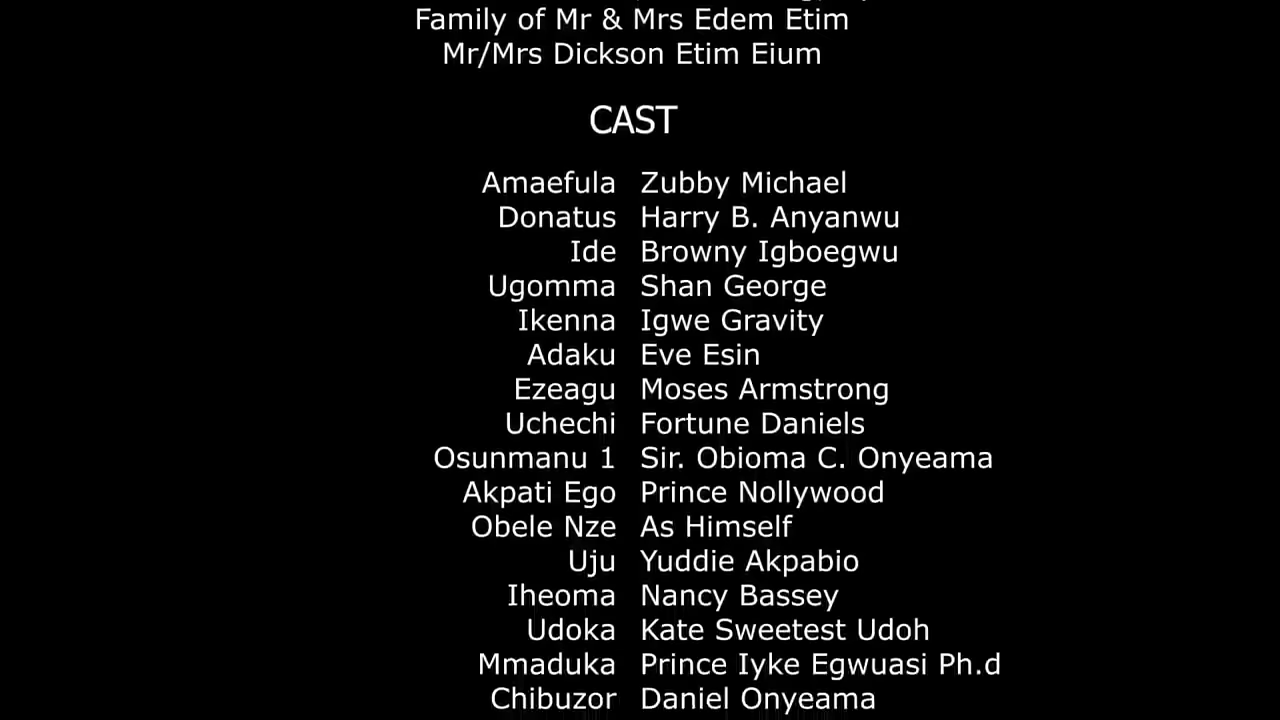 Family of Mr & Mrs Edem Etim
Mr/Mrs Dickson Etim Eium
CAST
Amaefula Zubby Michael
Donatus Harry B. Anyanwu
Ide Browny Igboegwu
Ugomma Shan George
Ikenna Igwe Gravity
Adaku Eve Esin
Ezeagu Moses Armstrong
Uchechi Fortune Daniels
Osunmanu 1 Sir. Obioma C. Onyeama
Akpati Ego Prince Nollywood
Obele Nze As Himself
Uju Yuddie Akpabio
Iheoma Nancy Bassey
Udoka Kate Sweetest Udoh
Mmaduka Prince Iyke Egwuasi Ph.d
Chibuzor Daniel Onyeama